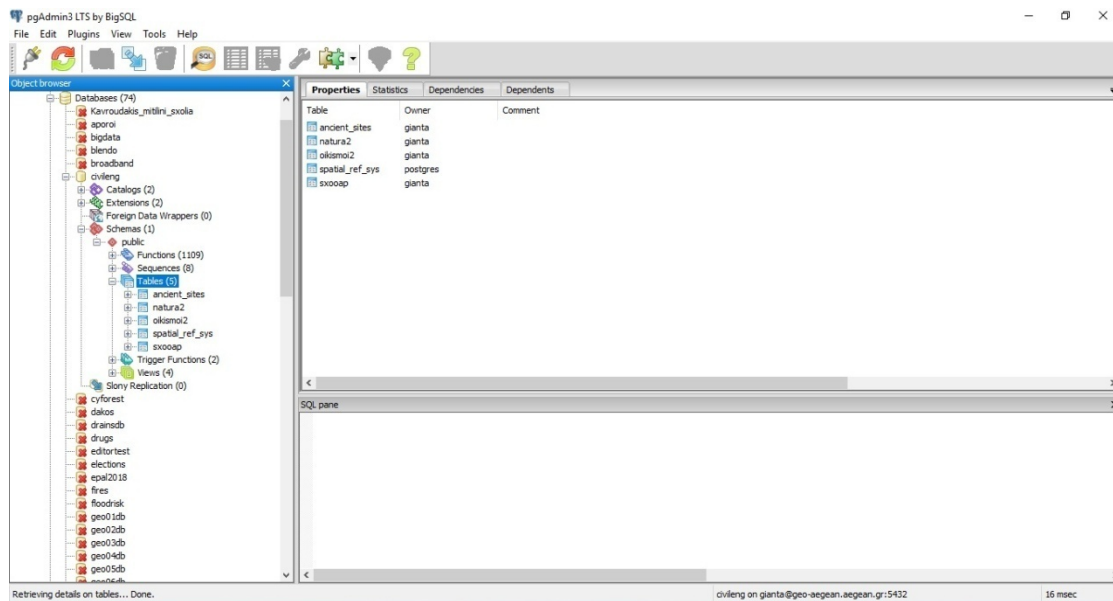 pgAdmin3 LTS by BigSQL
File Edit Plugins View Tools Help
SQL
Object browser
Databases (74)
Kavroudakis_mitilini_sxolia
aporoi
bigdata
blendo
broadband
civileng
Catalogs (2)
Extensions (2)
Foreign Data Wrappers (0)
Schemas (1)
public
Functions (1109)
Sequences (8)
Tables (5)
ancient_sites
natura2
oikismoi2
spatial_ref_sys
sxooap
Trigger Functions (2)
Views (4)
Slony Replication (0)
cyforest
dakos
drainsdb
drugs
editortest
elections
epal2018
fires
floodrisk
geo01db
geo02db
geo03db
geo04db
geo05db
geo06db
Properties Statistics Dependencies Dependents
Table Owner Comment
ancient_sites gianta
natura2 gianta
oikismoi2 gianta
spatial_ref_sys postgres
sxooap gianta
SQL pane
Retrieving details on tables... Done. civileng on gianta@geo-aegean.aegean.gr:5432 16 msec